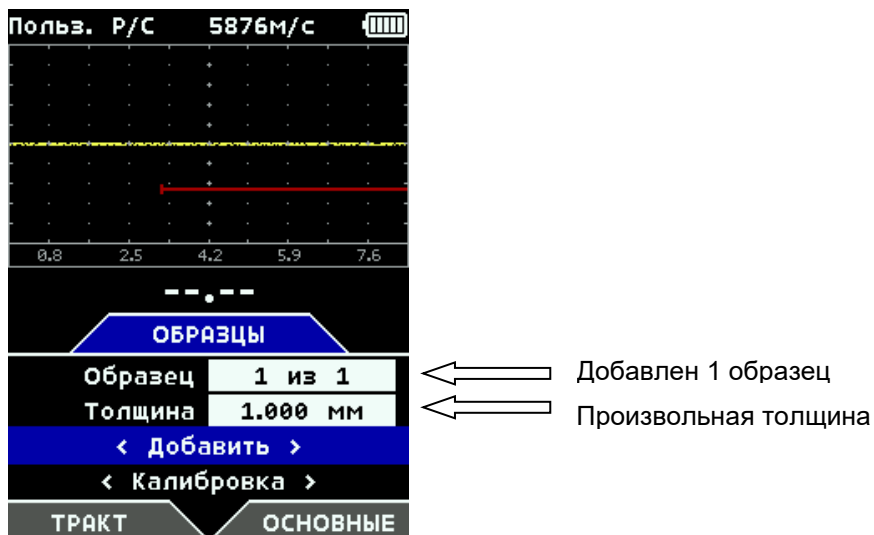 Польз. Р/С 5876м/с
0.8 2.5 4.2 5.9 7.6
--.--
ОБРАЗЦЫ
Образец 1 из 1
Добавлен 1 образец
Толщина 1.000 мм
Произвольная толщина
< Добавить >
< Калибровка >
ТРАКТ ОСНОВНЫЕ